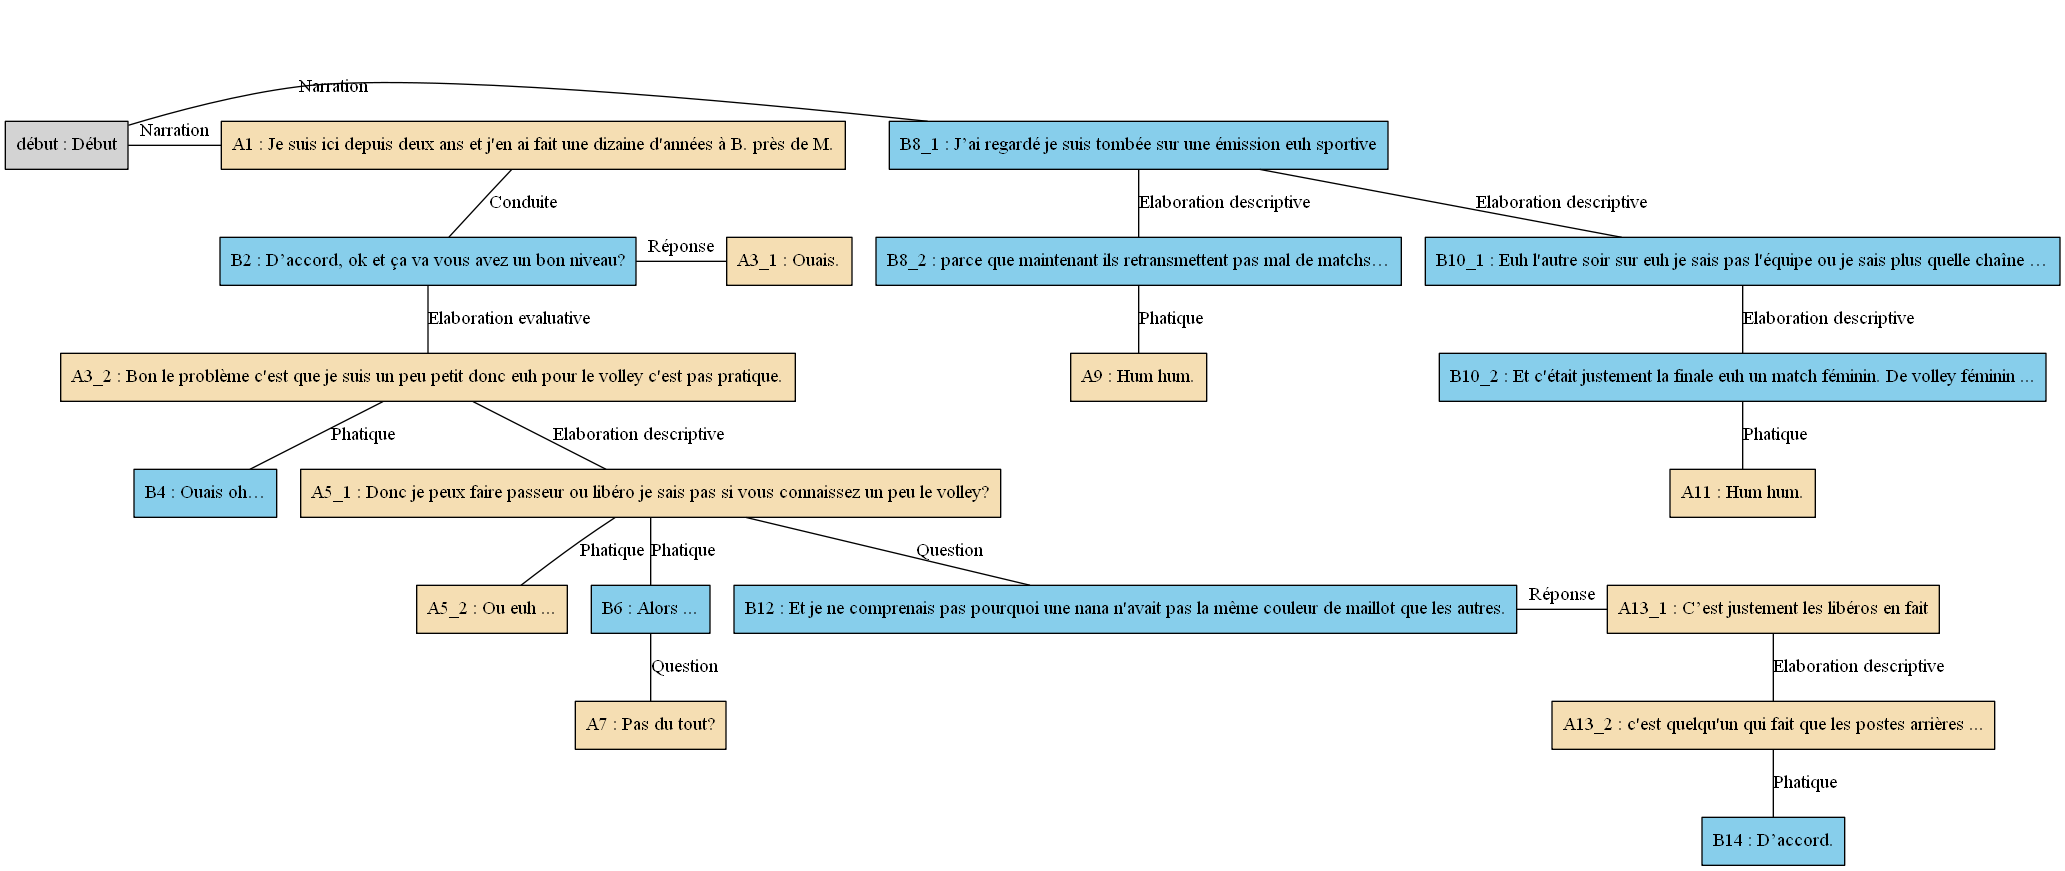 Narration
début : Début
Narration
A1 : Je suis ici depuis deux ans et j'en ai fait une dizaine d'années à B. près de M.
B8_1 : J’ai regardé je suis tombée sur une émission euh sportive
Conduite
Elaboration descriptive
Elaboration descriptive
B2 : D’accord, ok et ça va vous avez un bon niveau?
Réponse
A3_1 : Ouais.
B8_2 : parce que maintenant ils retransmettent pas mal de matchs…
B10_1 : Euh l'autre soir sur euh je sais pas l'équipe ou je sais plus quelle chaîne …
Elaboration evaluative
Phatique
Elaboration descriptive
A3_2 : Bon le problème c'est que je suis un peu petit donc euh pour le volley c'est pas pratique.
A9 : Hum hum.
B10_2 : Et c'était justement la finale euh un match féminin. De volley féminin ...
Phatique
Elaboration descriptive
Phatique
B4 : Ouais oh…
A5_1 : Donc je peux faire passeur ou libéro je sais pas si vous connaissez un peu le volley?
A11 : Hum hum.
Phatique
Phatique
Question
A5_2 : Ou euh ...
B6 : Alors ...
B12 : Et je ne comprenais pas pourquoi une nana n'avait pas la même couleur de maillot que les autres.
Réponse
A13_1 : C’est justement les libéros en fait
Question
Elaboration descriptive
A7 : Pas du tout?
A13_2 : c'est quelqu'un qui fait que les postes arrières ...
Phatique
B14 : D’accord.